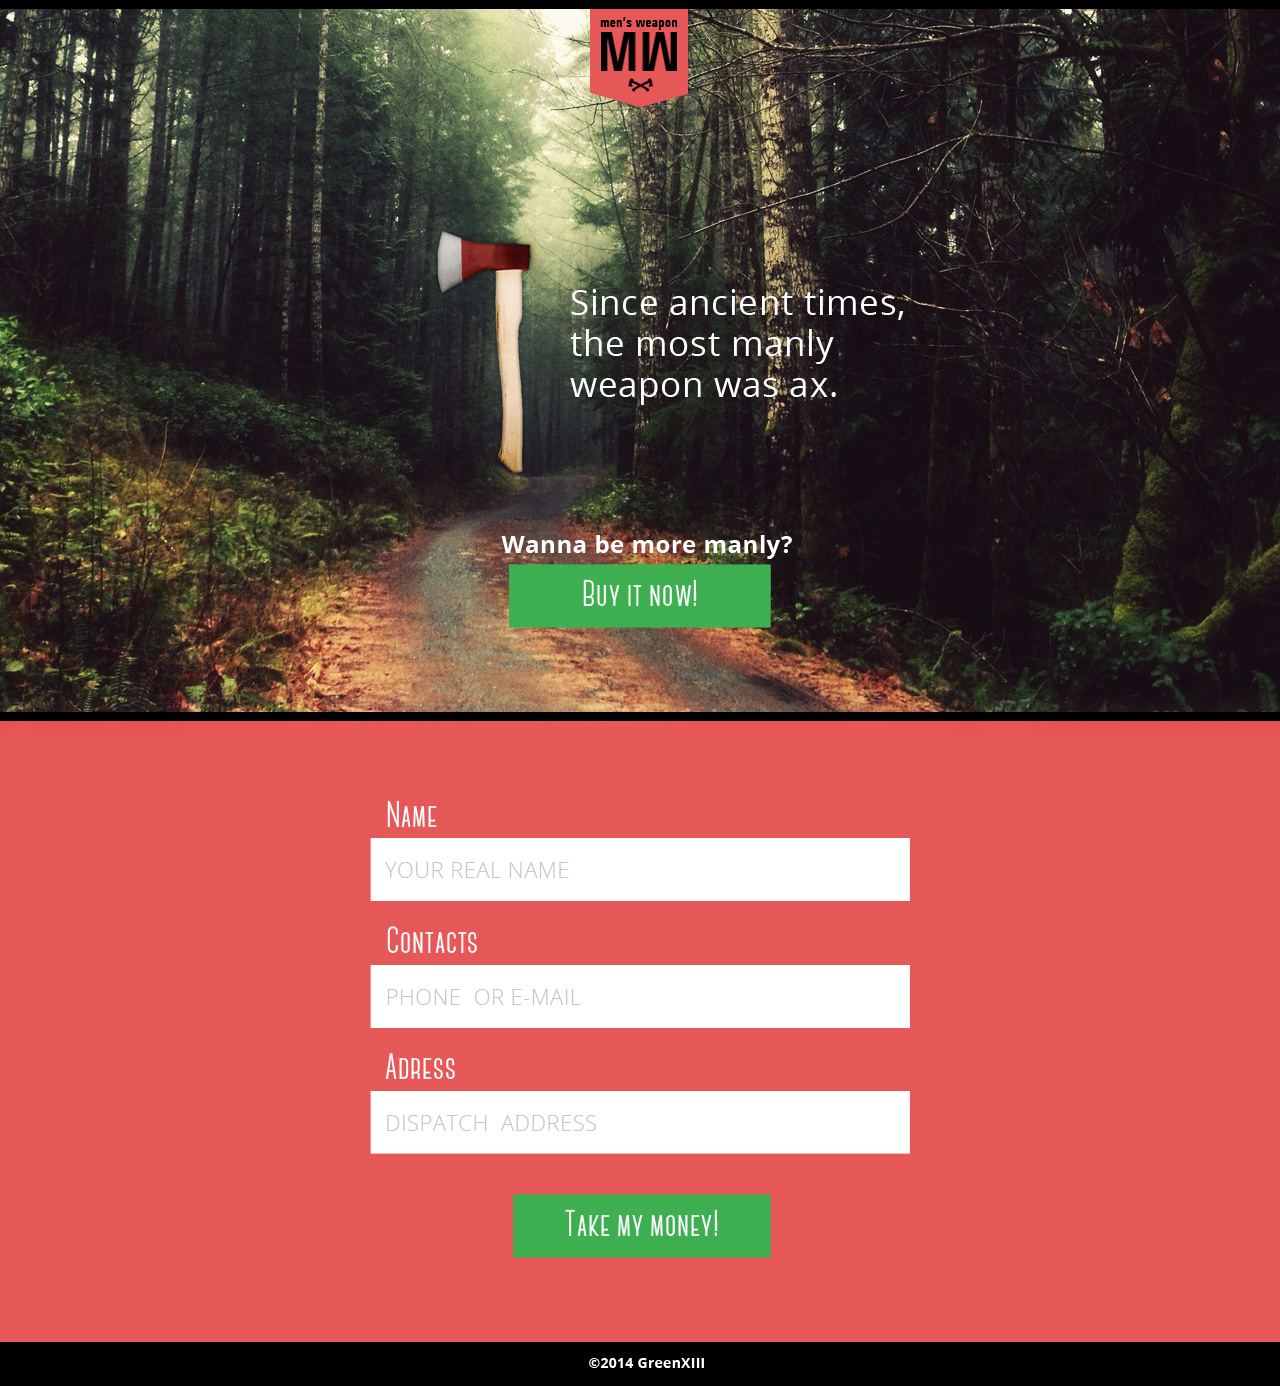 men's weapon
MW
Since ancient times,
the most manly
weapon was ax.
Wanna be more manly?
Buy it now!
Name
YOUR REAL NAME
Contacts
PHONE OR E-MAIL
Adress
DISPATCH ADDRESS
Take my money!
©2014 GreenXIII